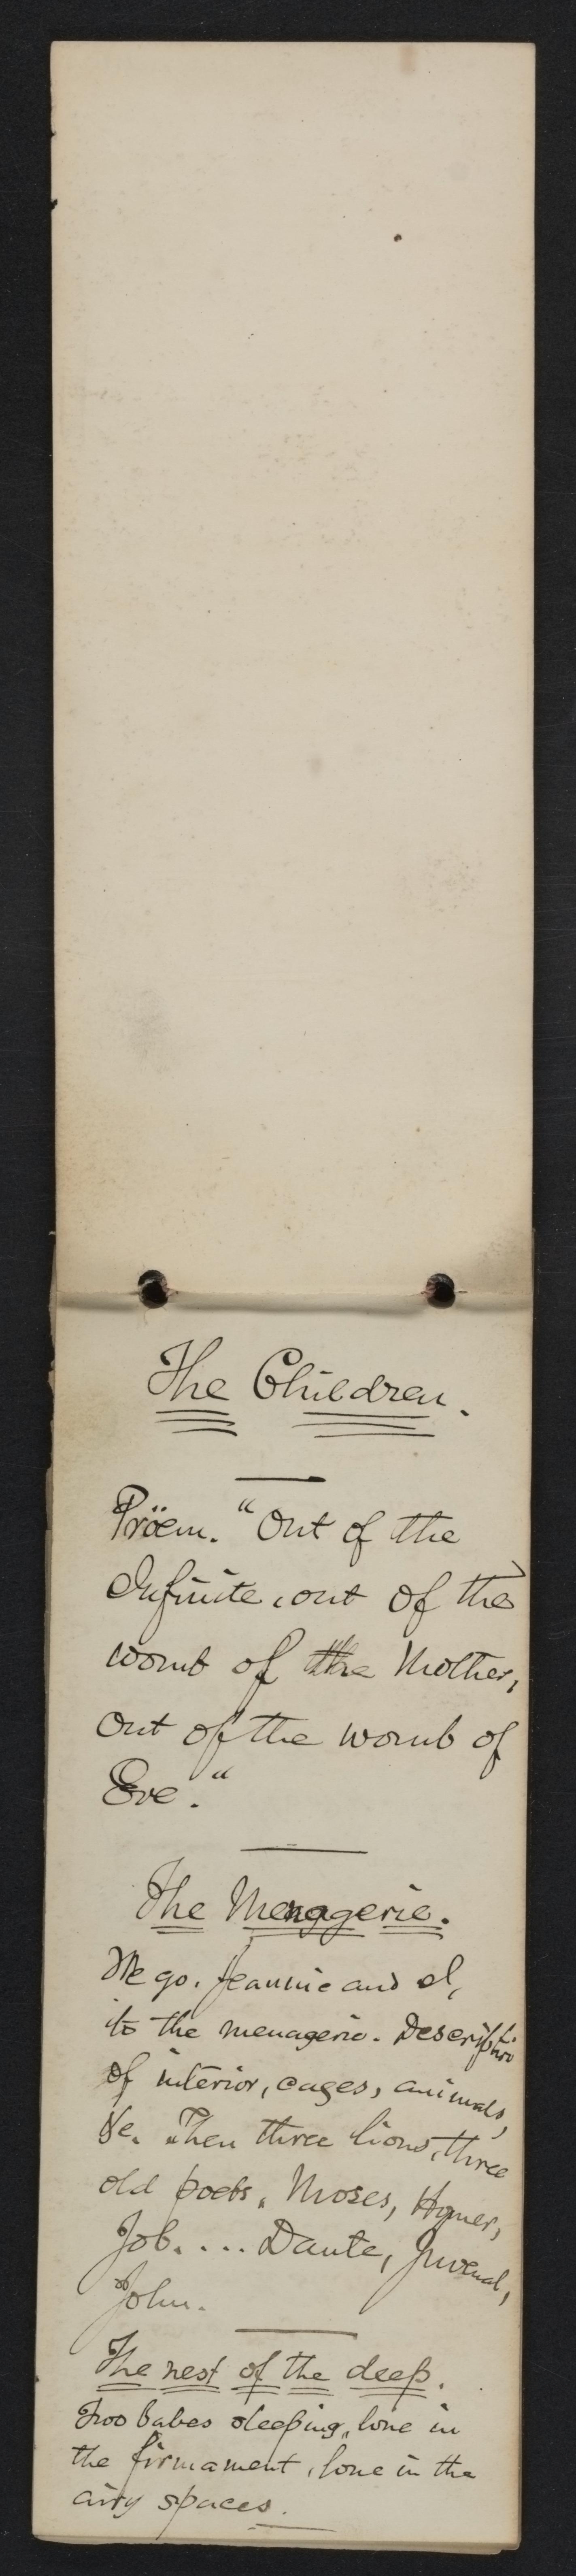 The Children.
Pröem. "Out of the
Infinite, out of the
womb of the Mother,
out of the womb of
Eve."
The Menagerie.
We go. Jeannie and I,
to the menagerie. Description
of interior, cages, animals,
&c. Then three lions, three
old poets. Moses, Homer,
Job.... Dante, Juvenal,
John.
The nest of the deep.
Two babes sleeping, lone in
the firmament, lone in the
airy spaces.